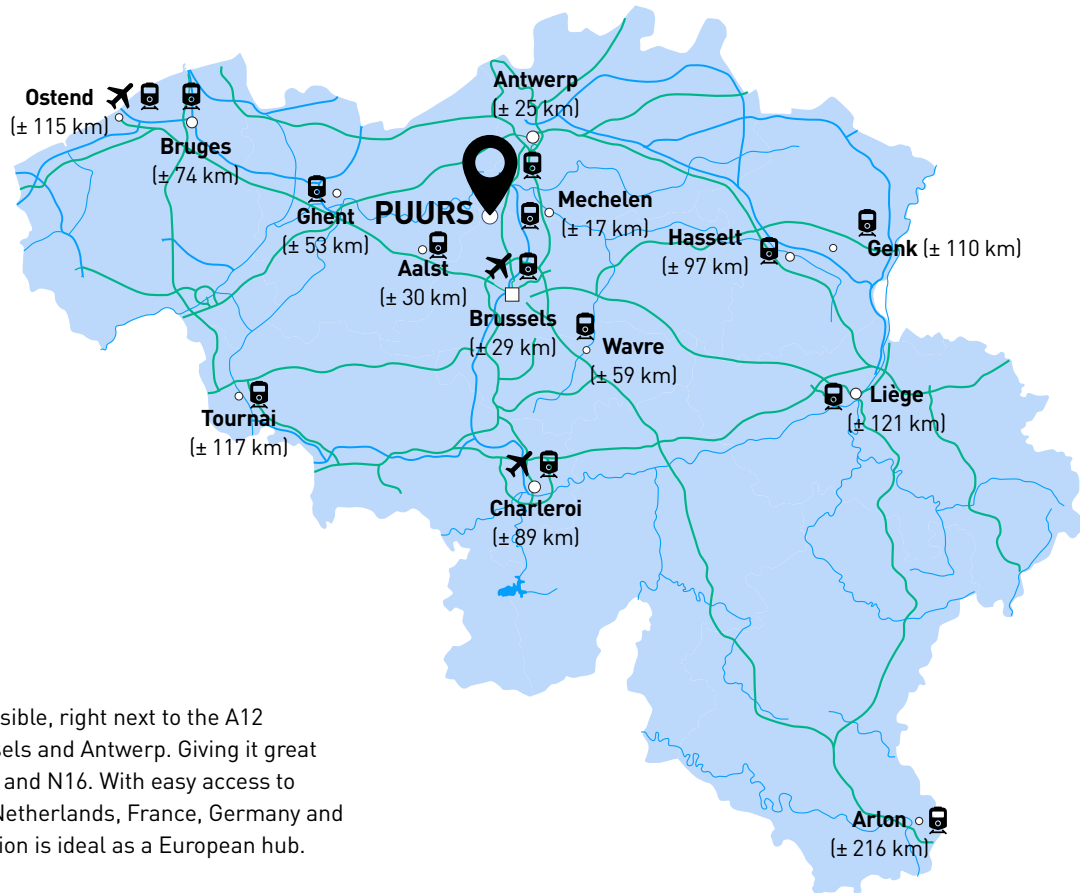 Ostend
(± 115 km)
Bruges
(± 74 km)
Antwerp
(± 25 km)
Ghent
(± 53 km)
PUURS
Mechelen
(± 17 km)
Aalst
(± 30 km)
Hasselt
(± 97 km)
Genk (± 110 km)
Brussels
(± 29 km)
Wavre
(± 59 km)
Tournai
(± 117 km)
Liège
(± 121 km)
Charleroi
(± 89 km)
Arlon
(± 216 km)
sible, right next to the A12
sels and Antwerp. Giving it great
and N16. With easy access to
Netherlands, France, Germany and
ion is ideal as a European hub.